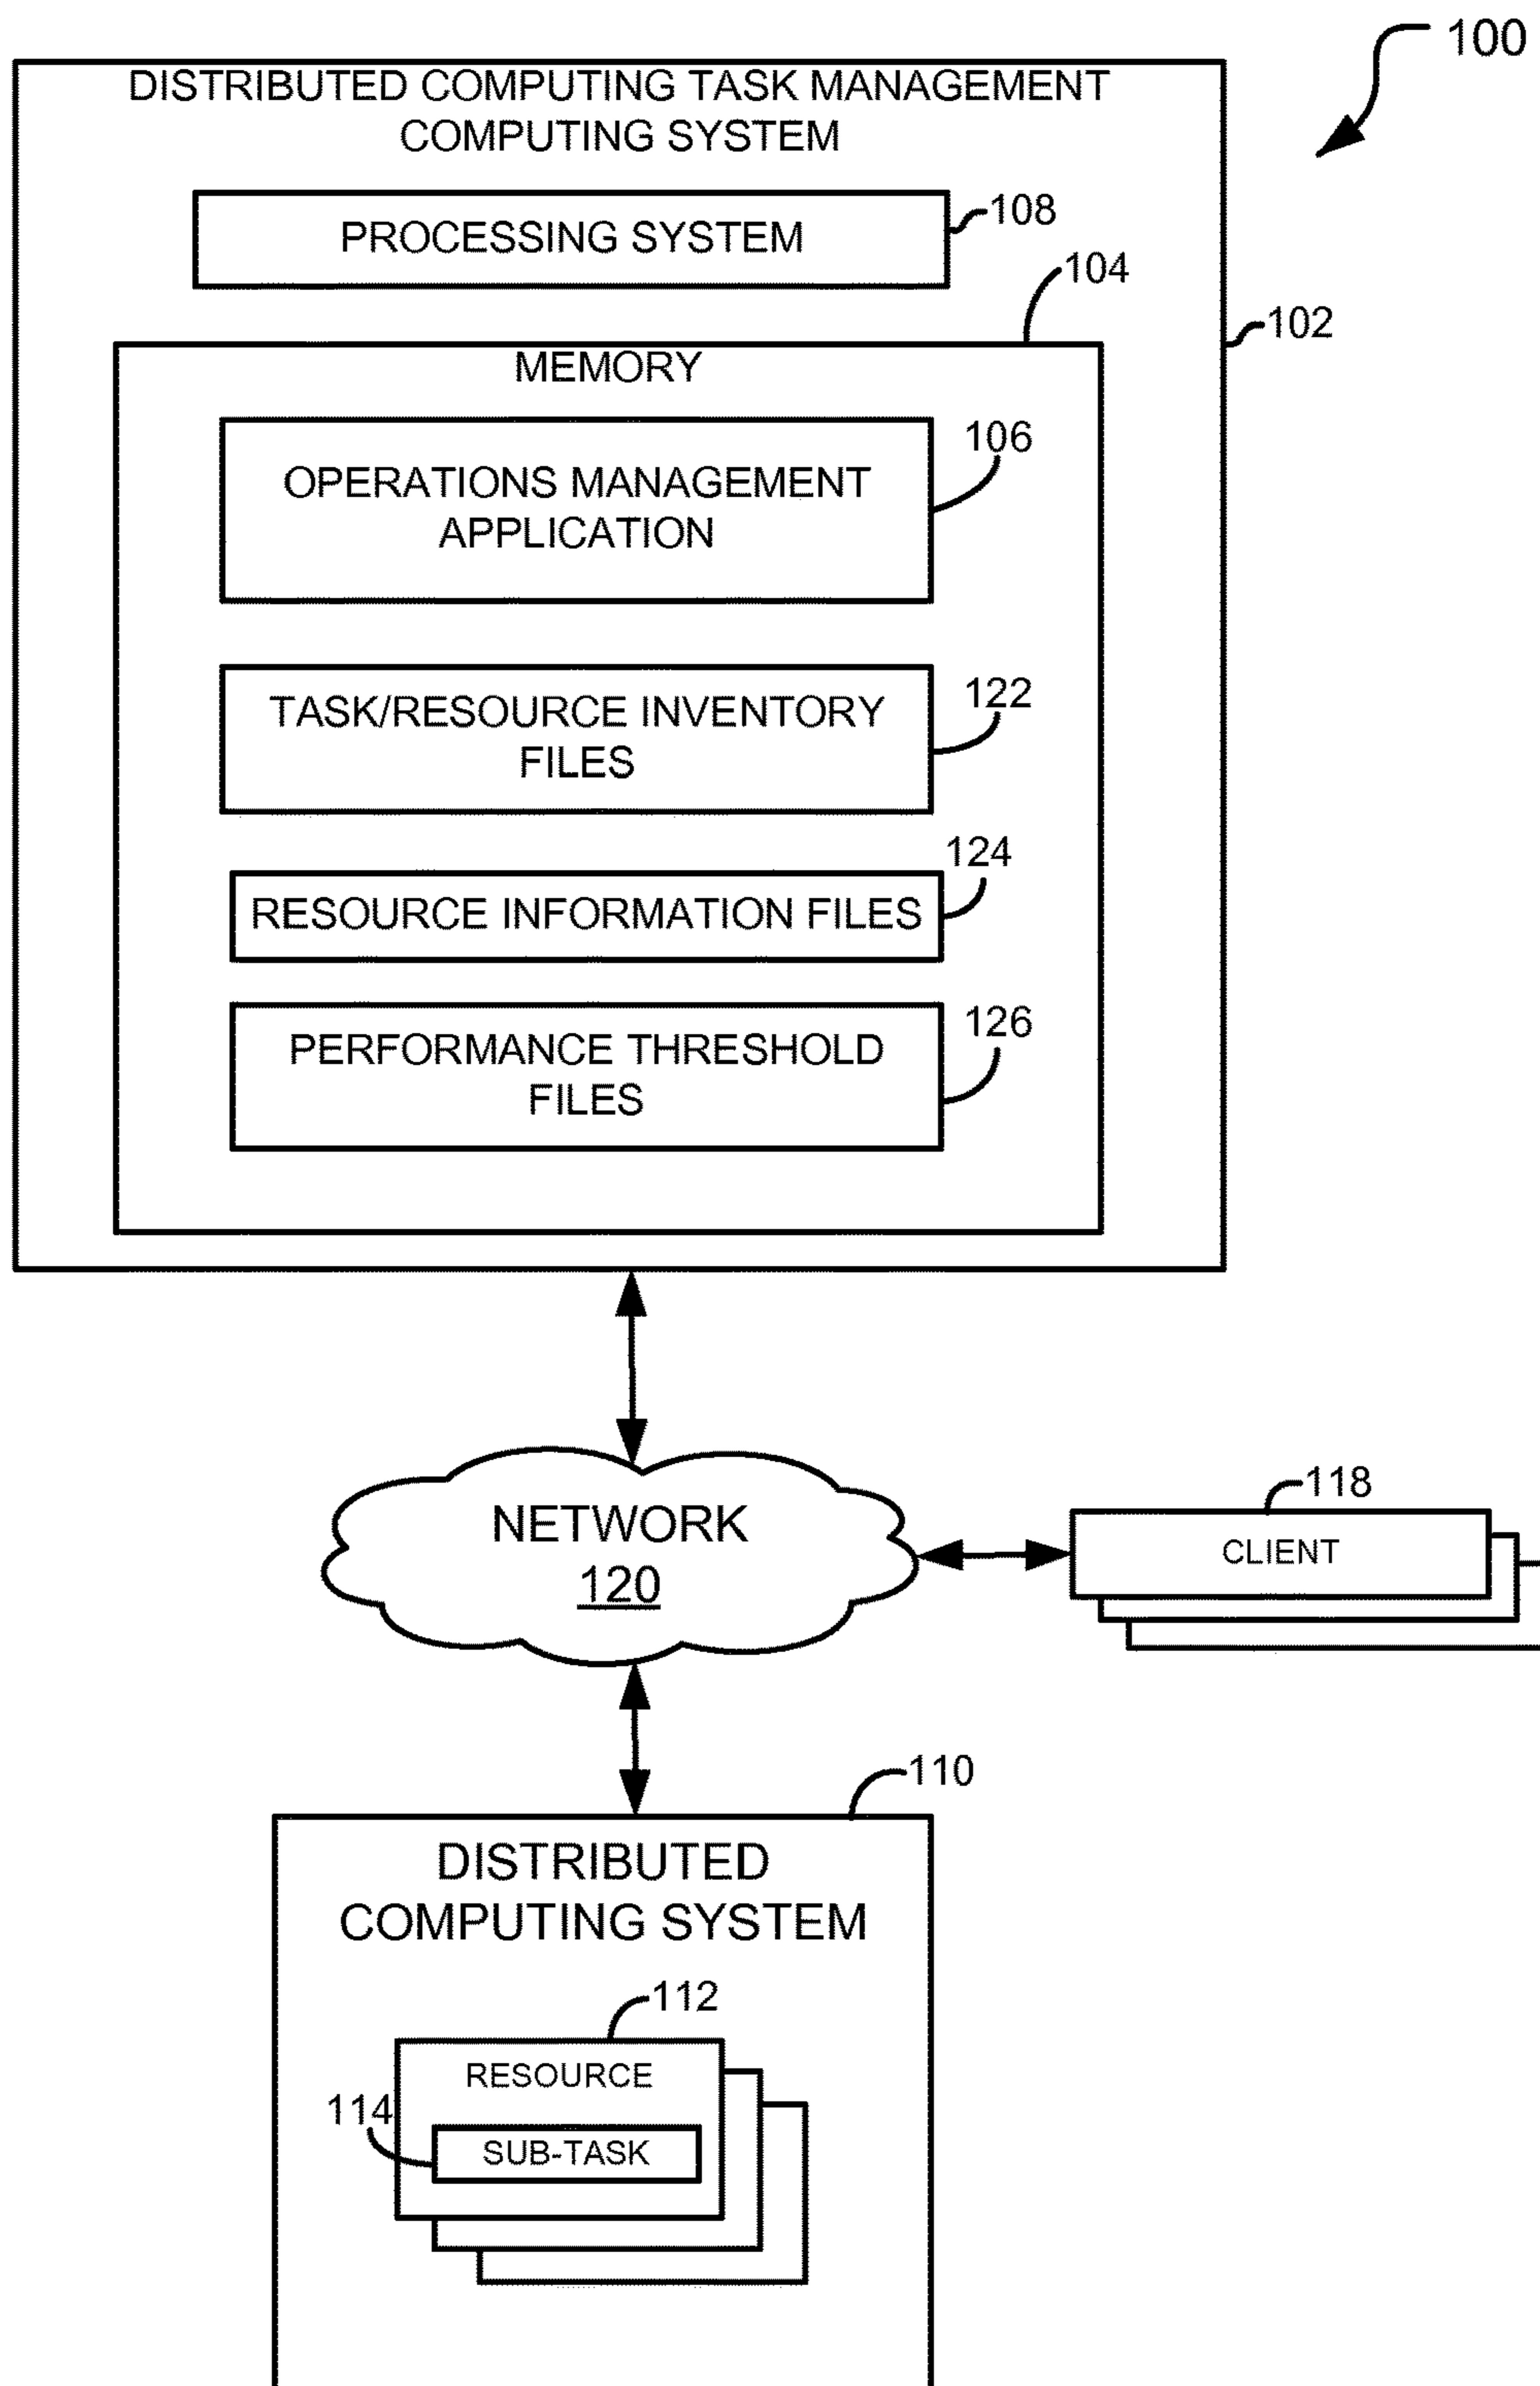 100
DISTRIBUTED COMPUTING TASK MANAGEMENT
COMPUTING SYSTEM
PROCESSING SYSTEM
108
104
102
MEMORY
106
OPERATIONS MANAGEMENT
APPLICATION
122
TASK/RESOURCE INVENTORY
FILES
124
RESOURCE INFORMATION FILES
126
PERFORMANCE THRESHOLD
FILES
NETWORK
120
118
CLIENT
110
DISTRIBUTED
COMPUTING SYSTEM
112
RESOURCE
114
SUB-TASK